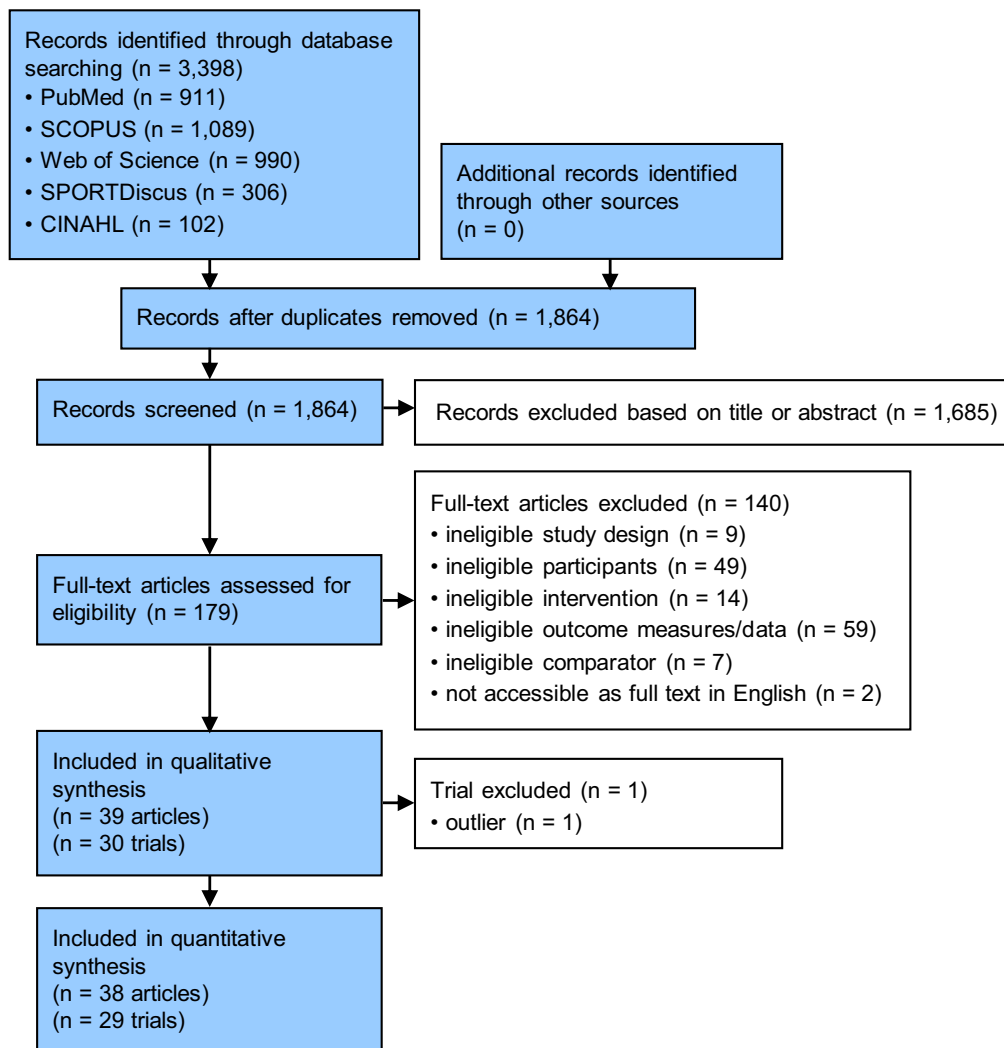 Records identified through database
searching (n = 3,398)
• PubMed (n = 911)
• SCOPUS (n = 1,089)
• Web of Science (n = 990)
• SPORTDiscus (n = 306)
• CINAHL (n = 102)
Additional records identified
through other sources
(n = 0)
Records after duplicates removed (n = 1,864)
Records screened (n = 1,864)
Records excluded based on title or abstract (n = 1,685)
Full-text articles assessed for
eligibility (n = 179)
Full-text articles excluded (n = 140)
• ineligible study design (n = 9)
• ineligible participants (n = 49)
• ineligible intervention (n = 14)
• ineligible outcome measures/data (n = 59)
• ineligible comparator (n = 7)
• not accessible as full text in English (n = 2)
Included in qualitative
synthesis
(n = 39 articles)
(n = 30 trials)
Trial excluded (n = 1)
• outlier (n = 1)
Included in quantitative
synthesis
(n = 38 articles)
(n = 29 trials)